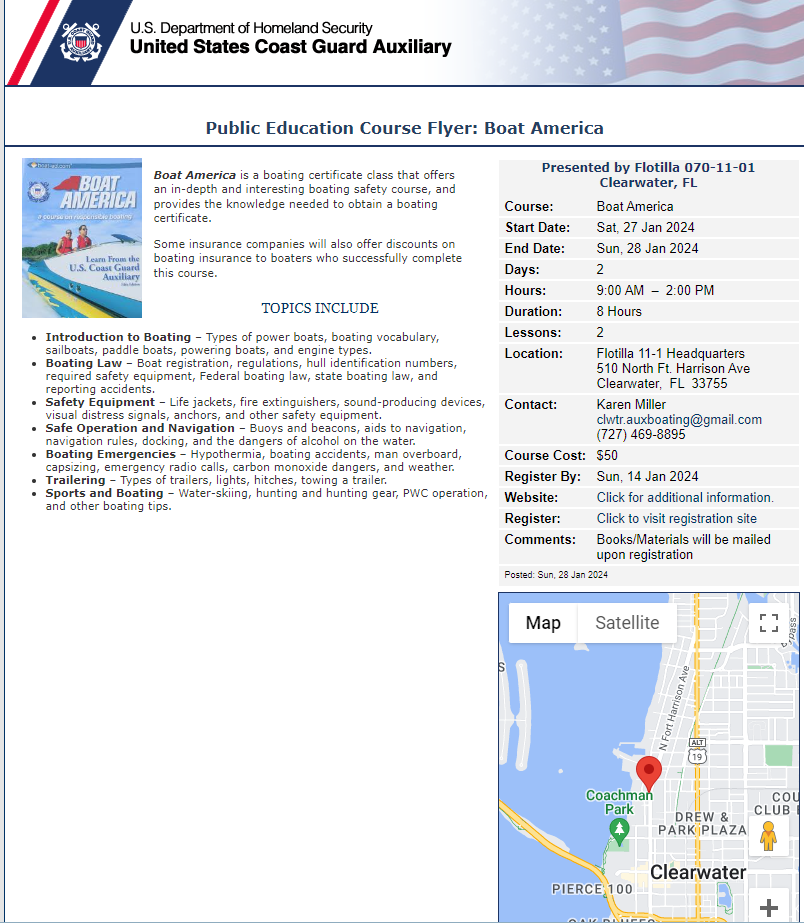 U.S. Department of Homeland Security
United States Coast Guard Auxiliary
Public Education Course Flyer: Boat America
BOAT
AMERICA
a course on responsible boating
Learn From the
U.S. Coast Guard
Auxiliary
Boat America is a boating certificate class that offers
an in-depth and interesting boating safety course, and
provides the knowledge needed to obtain a boating
certificate.
Some insurance companies will also offer discounts on
boating insurance to boaters who successfully complete
this course.
TOPICS INCLUDE
• Introduction to Boating – Types of power boats, boating vocabulary,
sailboats, paddle boats, powering boats, and engine types.
• Boating Law – Boat registration, regulations, hull identification numbers,
required safety equipment, Federal boating law, state boating law, and
reporting accidents.
• Safety Equipment – Life jackets, fire extinguishers, sound-producing devices,
visual distress signals, anchors, and other safety equipment.
• Safe Operation and Navigation – Buoys and beacons, aids to navigation,
navigation rules, docking, and the dangers of alcohol on the water.
• Boating Emergencies – Hypothermia, boating accidents, man overboard,
capsizing, emergency radio calls, carbon monoxide dangers, and weather.
• Trailering – Types of trailers, lights, hitches, towing a trailer.
• Sports and Boating – Water-skiing, hunting and hunting gear, PWC operation,
and other boating tips.
Presented by Flotilla 070-11-01
Clearwater, FL
Course: Boat America
Start Date: Sat, 27 Jan 2024
End Date: Sun, 28 Jan 2024
Days: 2
Hours: 9:00 AM – 2:00 PM
Duration: 8 Hours
Lessons: 2
Location: Flotilla 11-1 Headquarters
510 North Ft. Harrison Ave
Clearwater, FL 33755
Contact: Karen Miller
clwtr.auxboating@gmail.com
(727) 469-8895
Course Cost: $50
Register By: Sun, 14 Jan 2024
Website: Click for additional information.
Register: Click to visit registration site
Comments: Books/Materials will be mailed
upon registration
Posted: Sun, 28 Jan 2024
Map Satellite
N Fort Harrison Ave
ALT
19
Coachman
Park
DREW &
PARK PLAZA
COU
CLUB
Clearwater
PIERCE 100
OAK BLUFFS